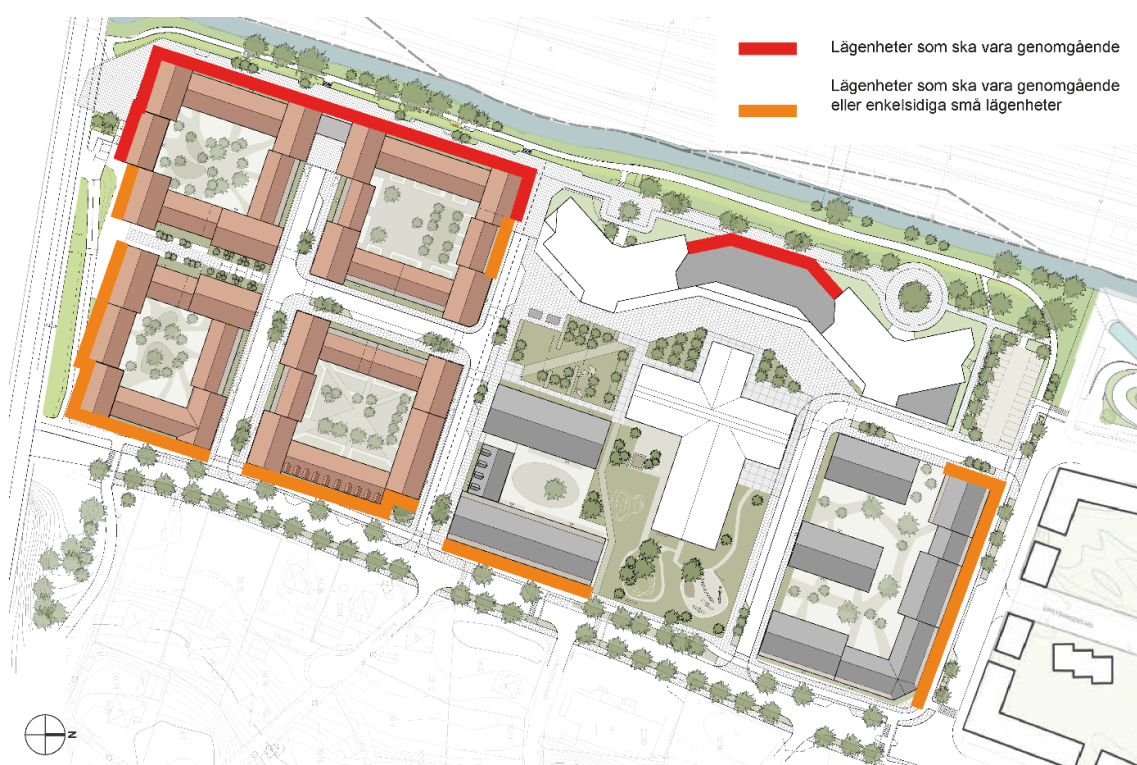 Lägenheter som ska vara genomgående
Lägenheter som ska vara genomgående
eller enkelsidiga små lägenheter
N